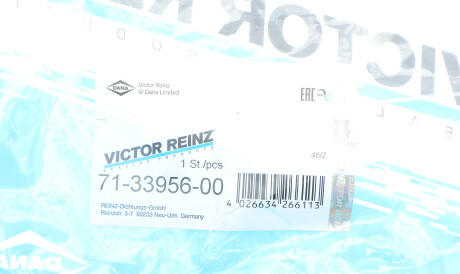 VICTOR RE
DANA
Victor Reinz
© Dana Limited
EAC
VICTOR REINZ
1 St./pcs
46/Z
71-33956-00
4 026634 266113
REINZ-Dichtungs-GmbH
Reinzstr. 3-7 89233 Neu-Ulm Germany
DANA